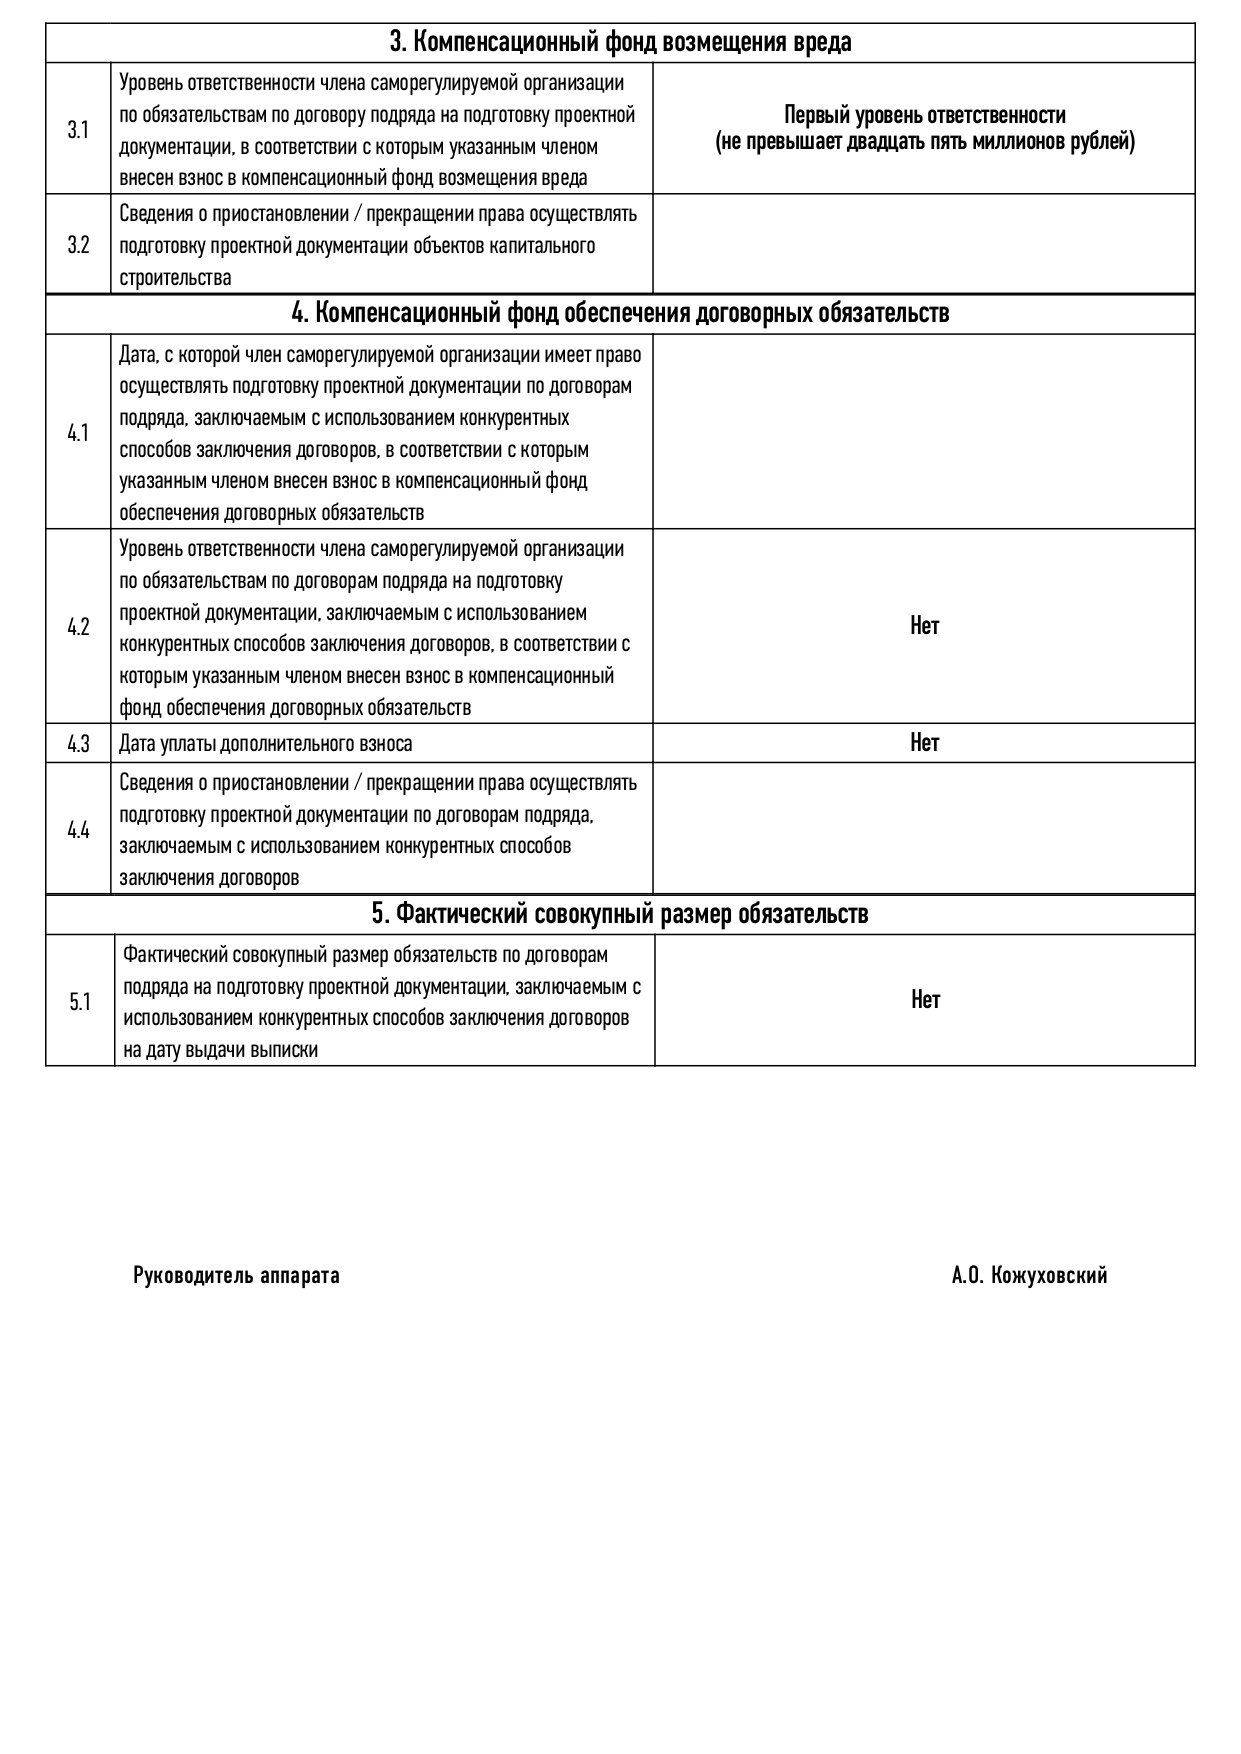 3. Компенсационный фонд возмещения вреда
3.1
Уровень ответственности члена саморегулируемой организации
по обязательствам по договору подряда на подготовку проектной
документации, в соответствии с которым указанным членом
внесен взнос в компенсационный фонд возмещения вреда
Первый уровень ответственности
(не превышает двадцать пять миллионов рублей)
3.2
Сведения о приостановлении / прекращении права осуществлять
подготовку проектной документации объектов капитального
строительства
4. Компенсационный фонд обеспечения договорных обязательств
4.1
Дата, с которой член саморегулируемой организации имеет право
осуществлять подготовку проектной документации по договорам
подряда, заключаемым с использованием конкурентных
способов заключения договоров, в соответствии с которым
указанным членом внесен взнос в компенсационный фонд
обеспечения договорных обязательств
4.2
Уровень ответственности члена саморегулируемой организации
по обязательствам по договорам подряда на подготовку
проектной документации, заключаемым с использованием
конкурентных способов заключения договоров, в соответствии с
которым указанным членом внесен взнос в компенсационный
фонд обеспечения договорных обязательств
Нет
4.3
Дата уплаты дополнительного взноса
Нет
4.4
Сведения о приостановлении / прекращении права осуществлять
подготовку проектной документации по договорам подряда,
заключаемым с использованием конкурентных способов
заключения договоров
5. Фактический совокупный размер обязательств
5.1
Фактический совокупный размер обязательств по договорам
подряда на подготовку проектной документации, заключаемым с
использованием конкурентных способов заключения договоров
на дату выдачи выписки
Нет
Руководитель аппарата
А.О. Кожуховский